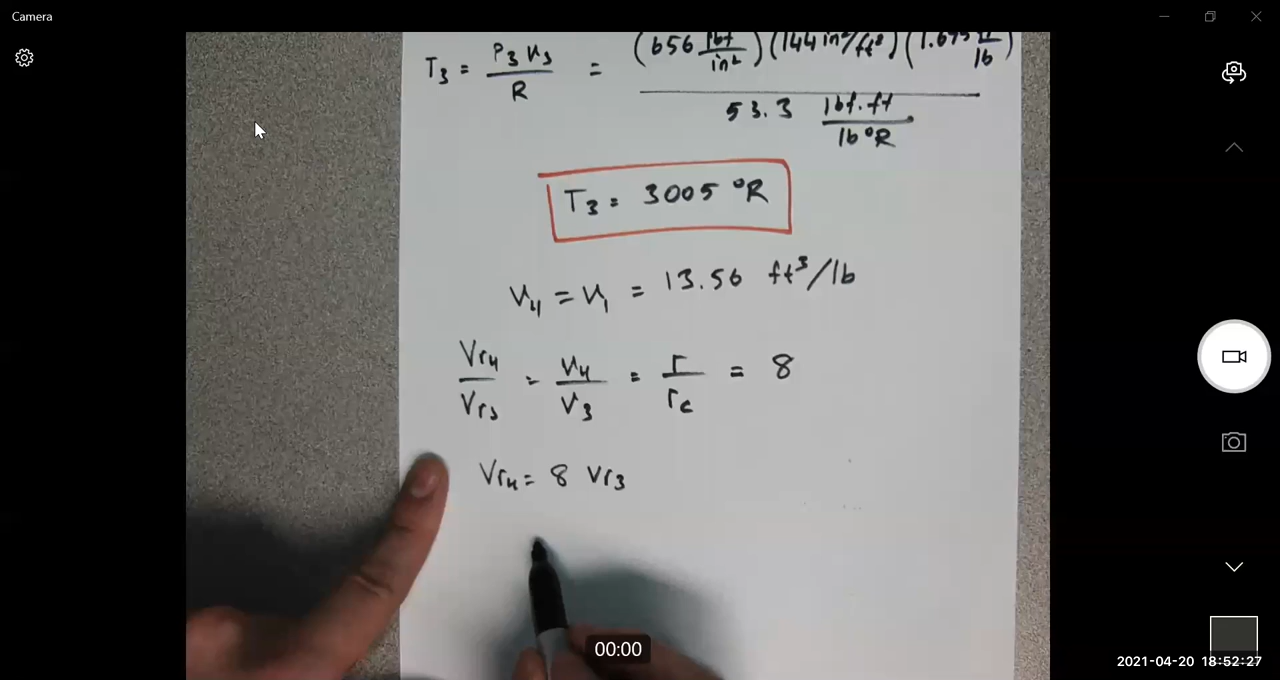 Camera
T₃ = P₃ v₃ / R = (656 lbf/in²)(144 in²/ft²)(1.695 ft³/lb) / 53.3 lbf.ft/lb°R
T₃ = 3005 °R
v₄ = v₁ = 13.56 ft³/lb
Vr₄/Vr₃ = v₄/v₃ = r/rc = 8
Vr₄ = 8 Vr₃
00:00
2021-04-20 18:52:27